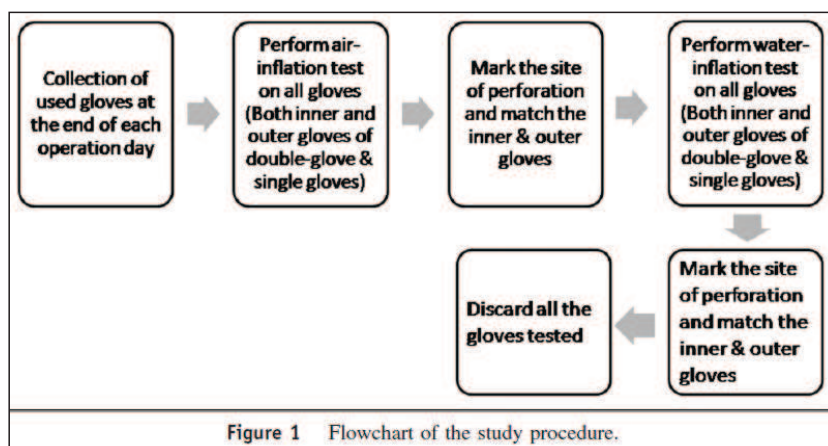 Collection of
used gloves at
the end of each
operation day
Perform air-
inflation test
on all gloves
(Both inner and
outer gloves of
double-glove &
single gloves)
Mark the site
of perforation
and match the
inner & outer
gloves
Perform water-
inflation test
on all gloves
(Both inner and
outer gloves of
double-glove &
single gloves)
Mark the site
of perforation
and match the
inner & outer
gloves
Discard all the
gloves tested
Figure 1 Flowchart of the study procedure.